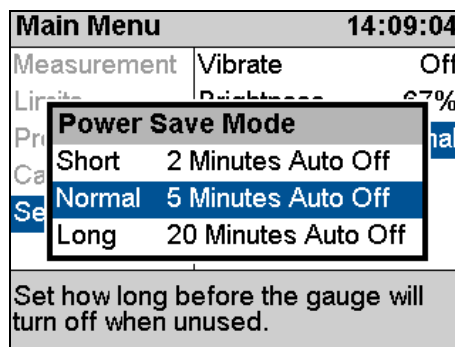 Main Menu 14:09:04
Measurement Vibrate Off
67%
Power Save Mode
Short 2 Minutes Auto Off
Normal 5 Minutes Auto Off
Long 20 Minutes Auto Off
Set how long before the gauge will
turn off when unused.